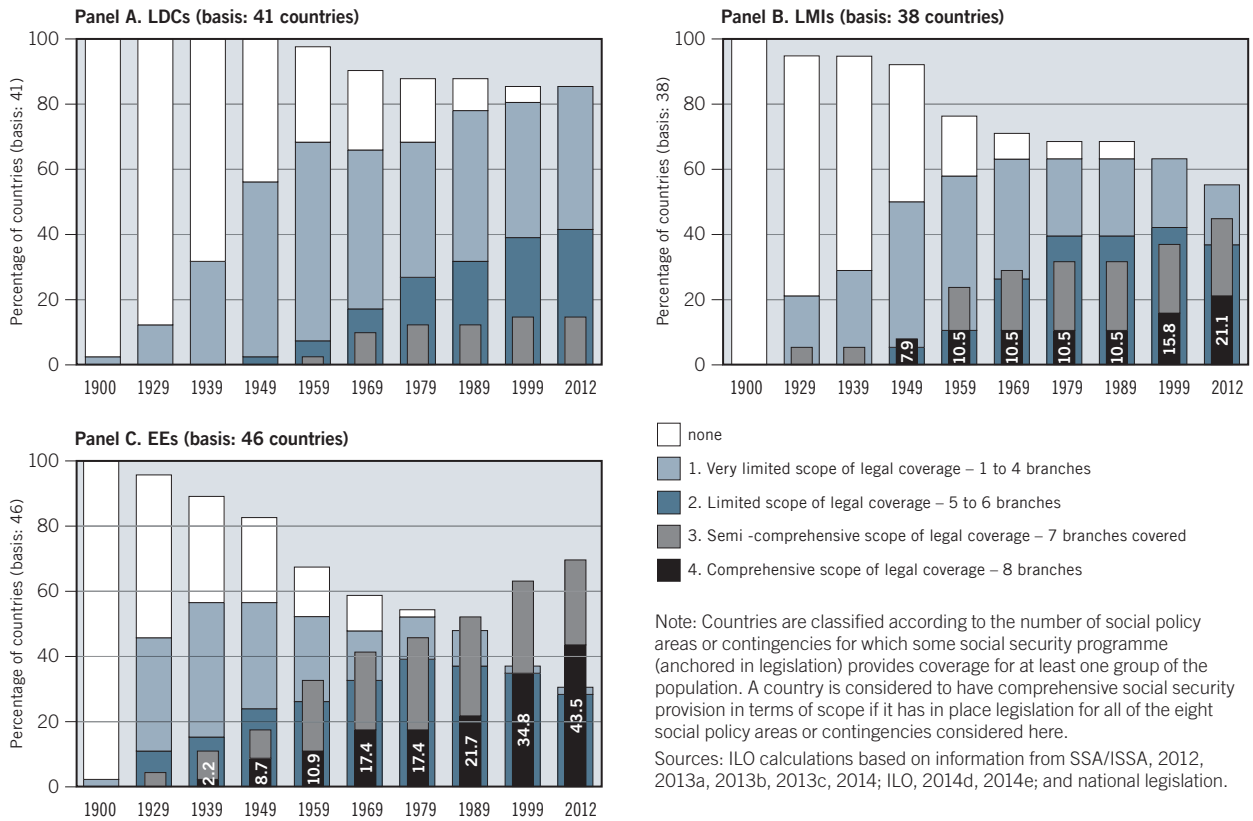 Panel A. LDCs (basis: 41 countries)
Percentage of countries (basis: 41)
100
80
60
40
20
0
1900 1929 1939 1949 1959 1969 1979 1989 1999 2012
Panel B. LMIs (basis: 38 countries)
Percentage of countries (basis: 38)
100
80
60
40
20
0
7.9 10.5 10.5 10.5 10.5 15.8 21.1
1900 1929 1939 1949 1959 1969 1979 1989 1999 2012
Panel C. EEs (basis: 46 countries)
Percentage of countries (basis: 46)
100
80
60
40
20
0
2.2 8.7 10.9 17.4 17.4 21.7 34.8 43.5
1900 1929 1939 1949 1959 1969 1979 1989 1999 2012
none
1. Very limited scope of legal coverage – 1 to 4 branches
2. Limited scope of legal coverage – 5 to 6 branches
3. Semi -comprehensive scope of legal coverage – 7 branches covered
4. Comprehensive scope of legal coverage – 8 branches
Note: Countries are classified according to the number of social policy
areas or contingencies for which some social security programme
(anchored in legislation) provides coverage for at least one group of the
population. A country is considered to have comprehensive social security
provision in terms of scope if it has in place legislation for all of the eight
social policy areas or contingencies considered here.
Sources: ILO calculations based on information from SSA/ISSA, 2012,
2013a, 2013b, 2013c, 2014; ILO, 2014d, 2014e; and national legislation.